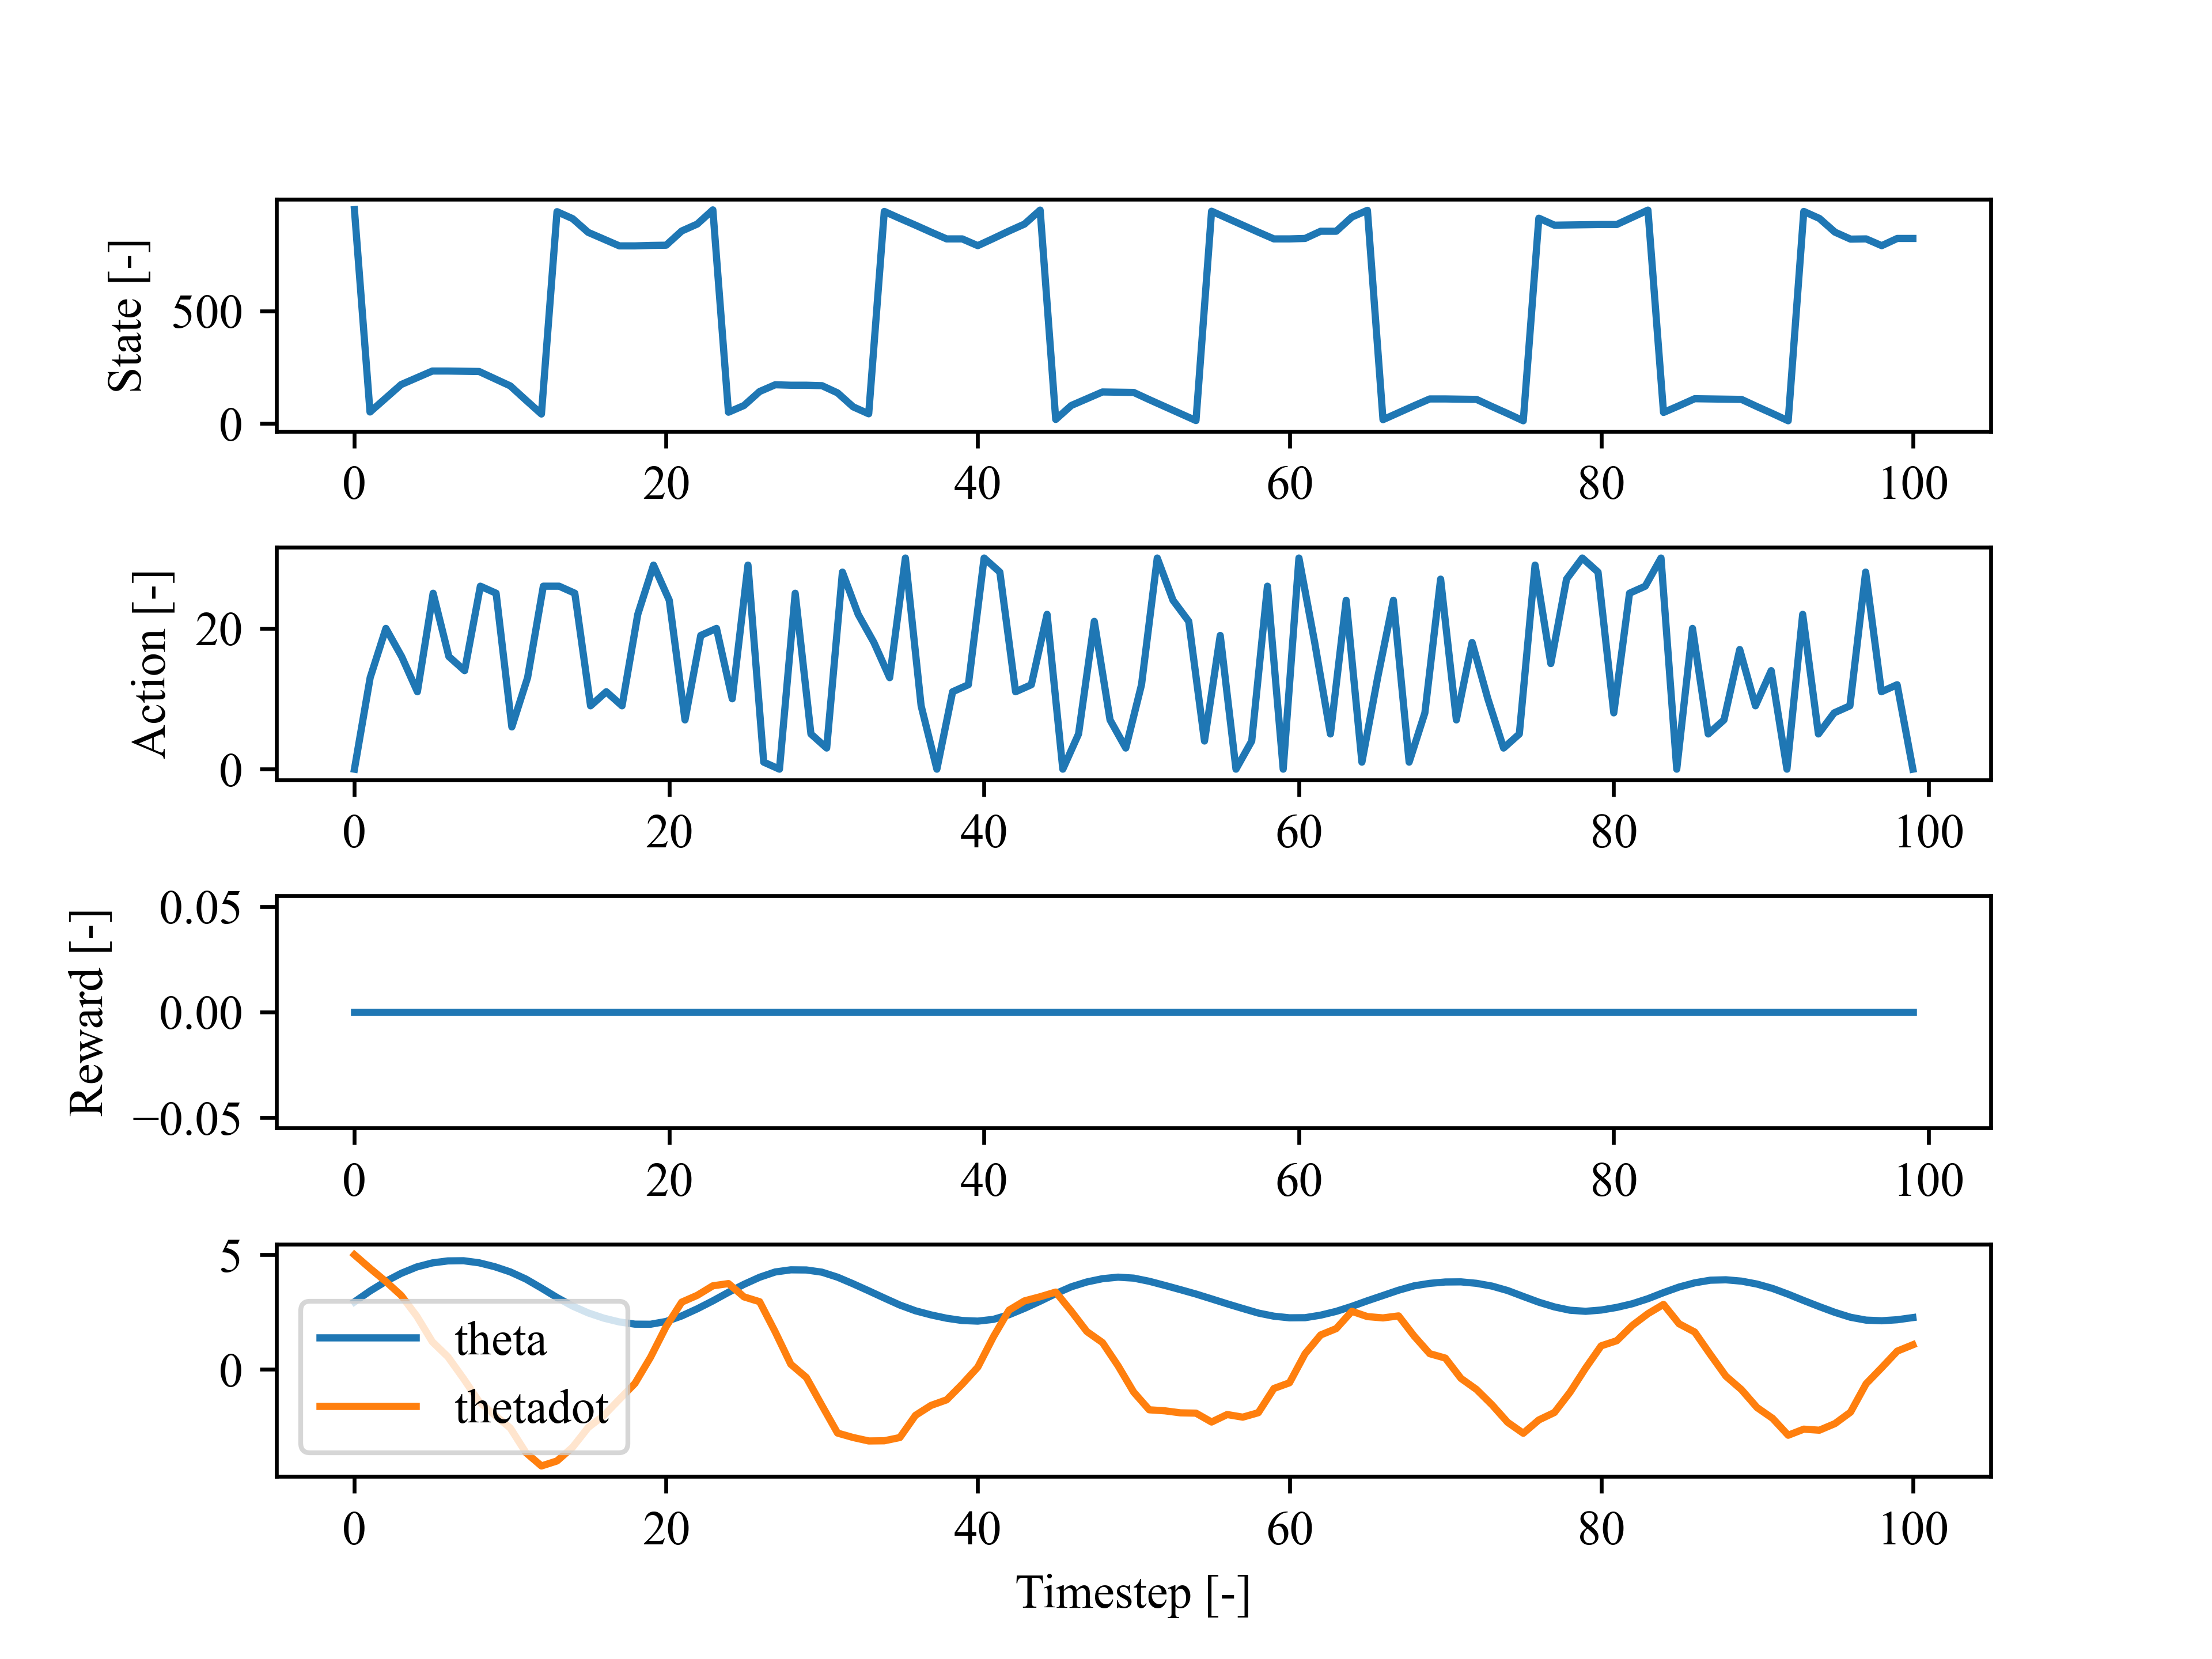 State [-]
500
0
0 20 40 60 80 100
Action [-]
20
0
0 20 40 60 80 100
Reward [-]
0.05
0.00
−0.05
0 20 40 60 80 100
5
0
theta
thetadot
0 20 40 60 80 100
Timestep [-]